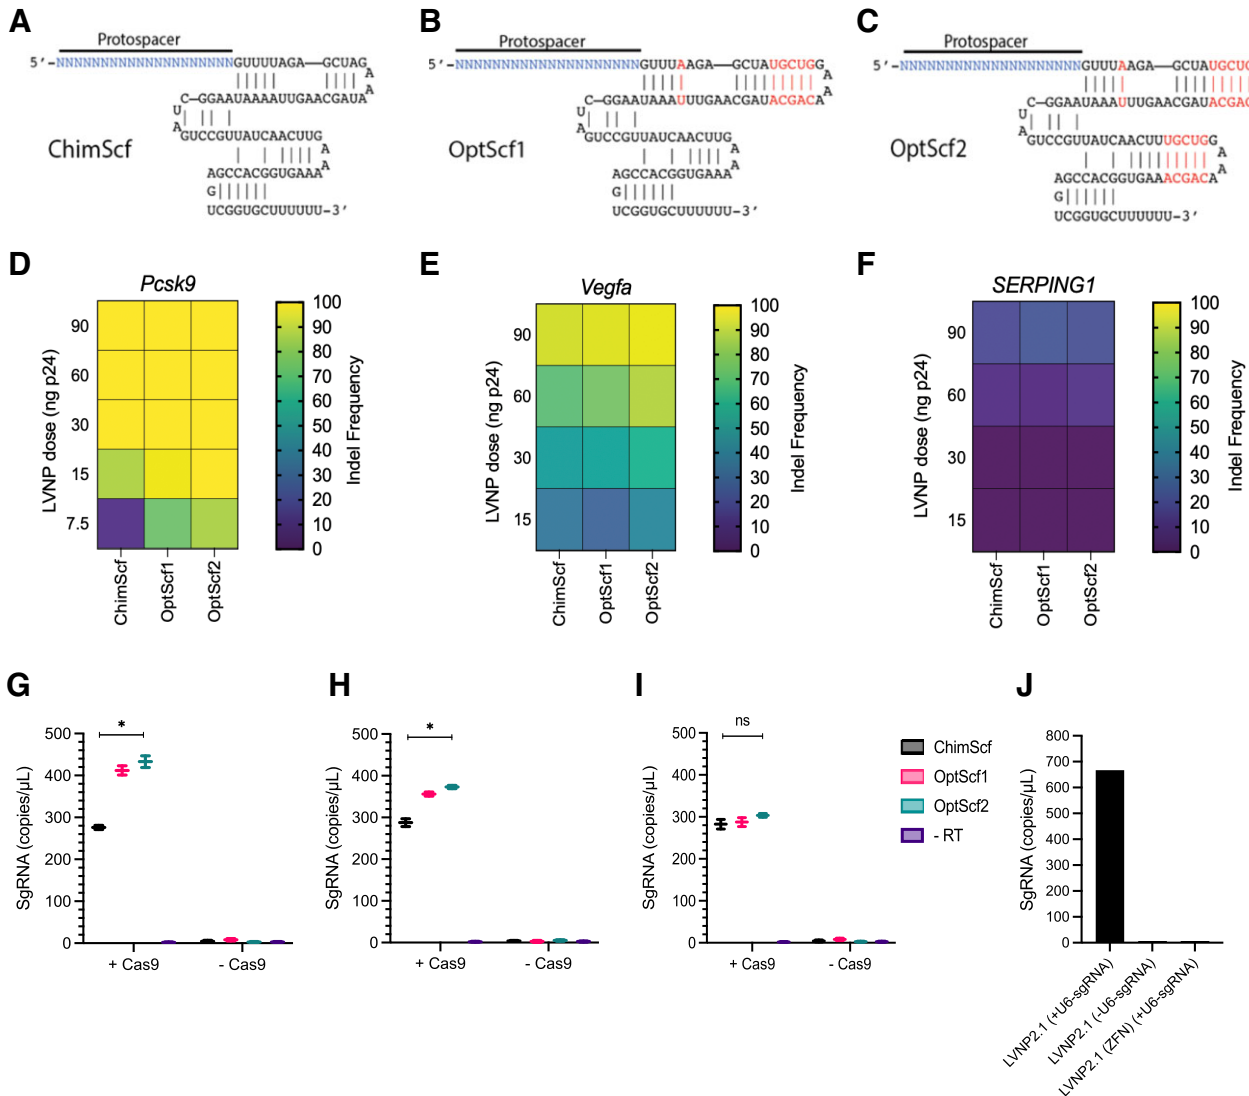 A
Protospacer
5′-NNNNNNNNNNNNNNNNNNNNGUUUUAGA—GCUAG
A
A
C—GGAAUAAAAUUGAACGAUA
U
A
GUCCGUUAUCAACUUG
A
A
AGCCACGGUGAAA
G
UCGGUGCUUUUUU-3′
ChimScf
B
Protospacer
5′-NNNNNNNNNNNNNNNNNNNNGUUUAAGA—GCUAUGCUGG
A
A
C—GGAAUAAAUUUGAACGAUACGACA
U
A
GUCCGUUAUCAACUUG
A
A
AGCCACGGUGAAA
G
UCGGUGCUUUUUU-3′
OptScf1
C
Protospacer
5′-NNNNNNNNNNNNNNNNNNNNGUUUAAGA—GCUAUGCUG
C—GGAAUAAAUUUGAACGAUACGAC
U
A
GUCCGUUAUCAACUUUGCUGG
A
A
AGCCACGGUGAAACGACA
G
UCGGUGCUUUUUU-3′
OptScf2
D
Pcsk9
LVNP dose (ng p24)
90
60
30
15
7.5
ChimScf
OptScf1
OptScf2
100
90
80
70
60
50
40
30
20
10
0
Indel Frequency
E
Vegfa
LVNP dose (ng p24)
90
60
30
15
ChimScf
OptScf1
OptScf2
100
90
80
70
60
50
40
30
20
10
0
Indel Frequency
F
SERPING1
LVNP dose (ng p24)
90
60
30
15
ChimScf
OptScf1
OptScf2
100
90
80
70
60
50
40
30
20
10
0
Indel Frequency
G
SgRNA (copies/μL)
500
400
300
200
100
0
*
+ Cas9
- Cas9
H
SgRNA (copies/μL)
500
400
300
200
100
0
*
+ Cas9
- Cas9
I
SgRNA (copies/μL)
500
400
300
200
100
0
ns
+ Cas9
- Cas9
ChimScf
OptScf1
OptScf2
- RT
J
SgRNA (copies/μL)
800
700
600
500
400
300
200
100
0
LVNP2.1 (+U6-sgRNA)
LVNP2.1 (-U6-sgRNA)
LVNP2.1 (ZFN) (+U6-sgRNA)